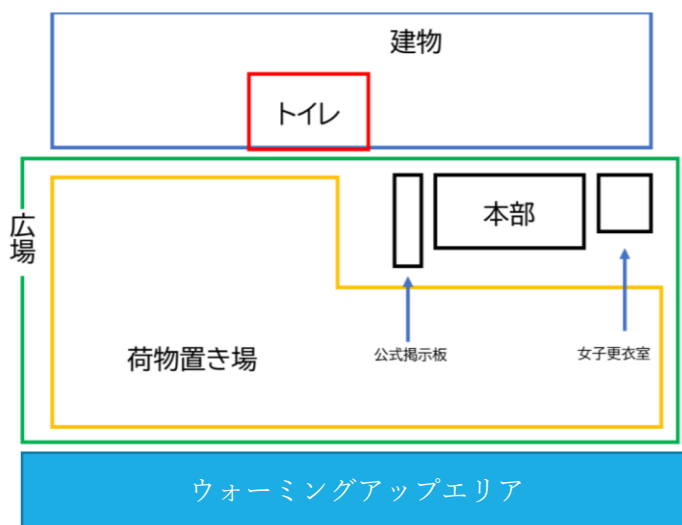 建物
トイレ
本部
広場
荷物置き場
公式掲示板
女子更衣室
ウォーミングアップエリア